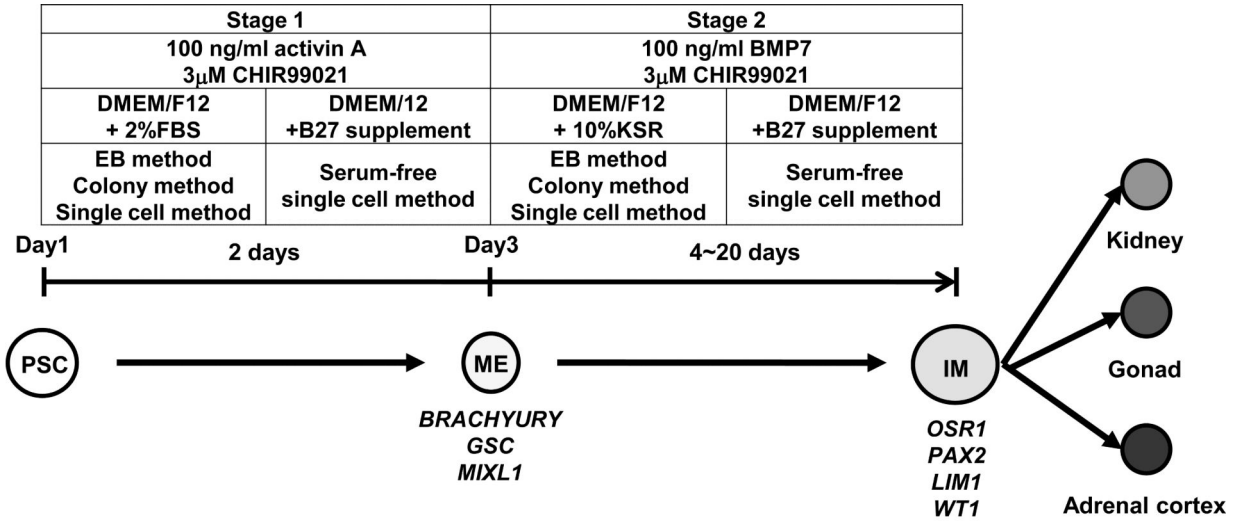 Stage 1
Stage 2
100 ng/ml activin A
3μM CHIR99021
100 ng/ml BMP7
3μM CHIR99021
DMEM/F12
+ 2%FBS
DMEM/12
+B27 supplement
DMEM/F12
+ 10%KSR
DMEM/F12
+B27 supplement
EB method
Colony method
Single cell method
Serum-free
single cell method
EB method
Colony method
Single cell method
Serum-free
single cell method
Day1
2 days
Day3
4~20 days
PSC
ME
IM
BRACHYURY
GSC
MIXL1
OSR1
PAX2
LIM1
WT1
Kidney
Gonad
Adrenal cortex